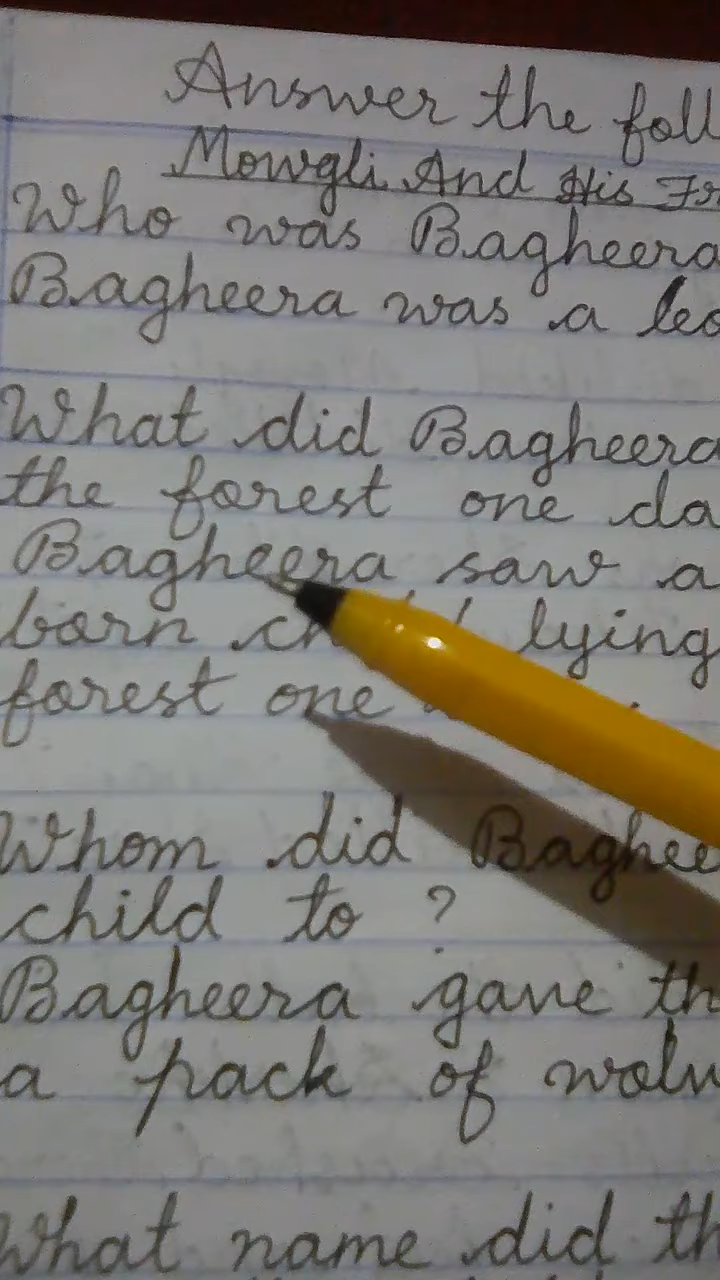 Answer the foll
Mowgli And His Fr
Who was Bagheera
Bagheera was a leo
What did Bagheera
the forest one da
Bagheera saw a
born lying
forest one
Whom did Baghee
child to ?
Bagheera gave th
a pack of wolv
What name did th